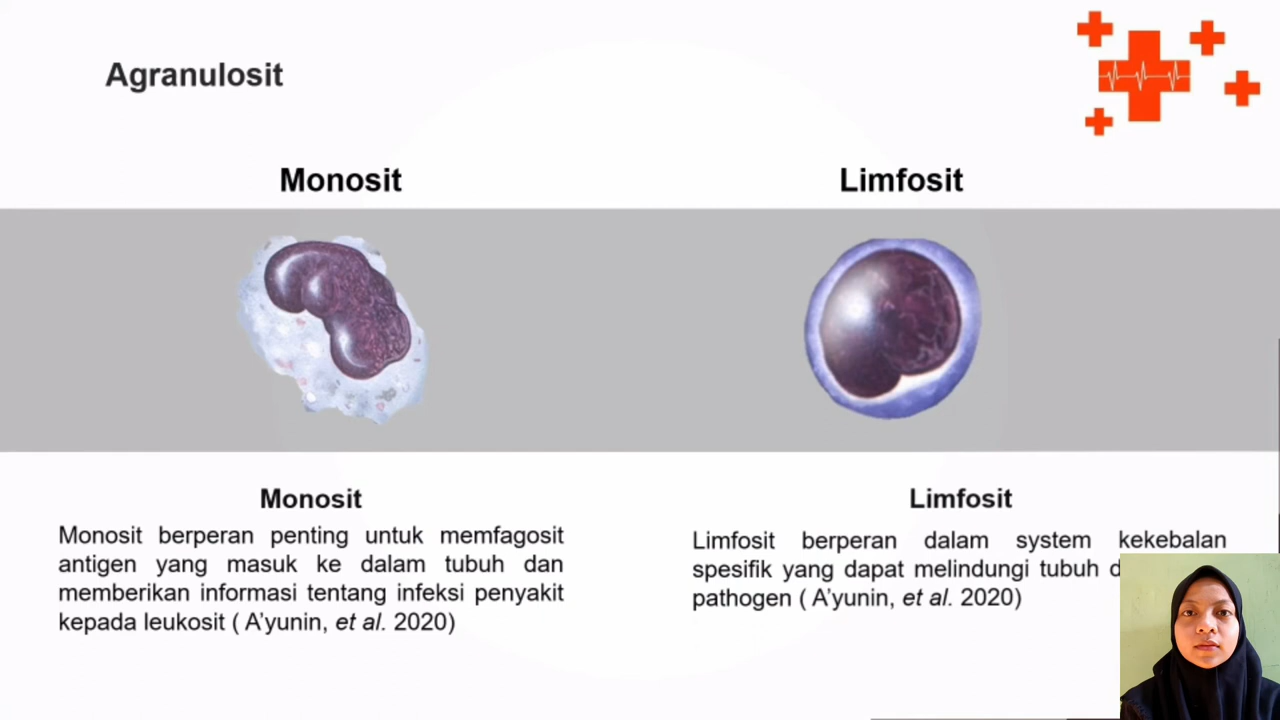 Agranulosit
Monosit
Limfosit
Monosit
Monosit berperan penting untuk memfagosit
antigen yang masuk ke dalam tubuh dan
memberikan informasi tentang infeksi penyakit
kepada leukosit ( A’yunin, et al. 2020)
Limfosit
Limfosit berperan dalam system kekebalan
spesifik yang dapat melindungi tubuh
pathogen ( A’yunin, et al. 2020)